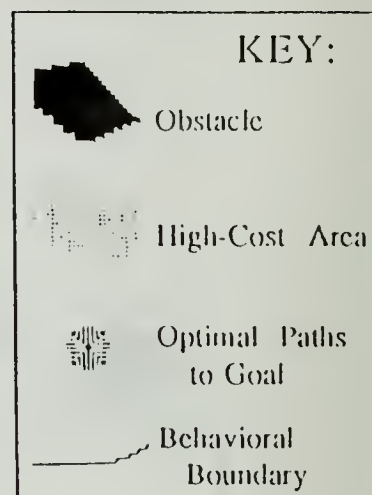 KEY:
Obstacle
High-Cost Area
Optimal Paths
to Goal
Behavioral
Boundary